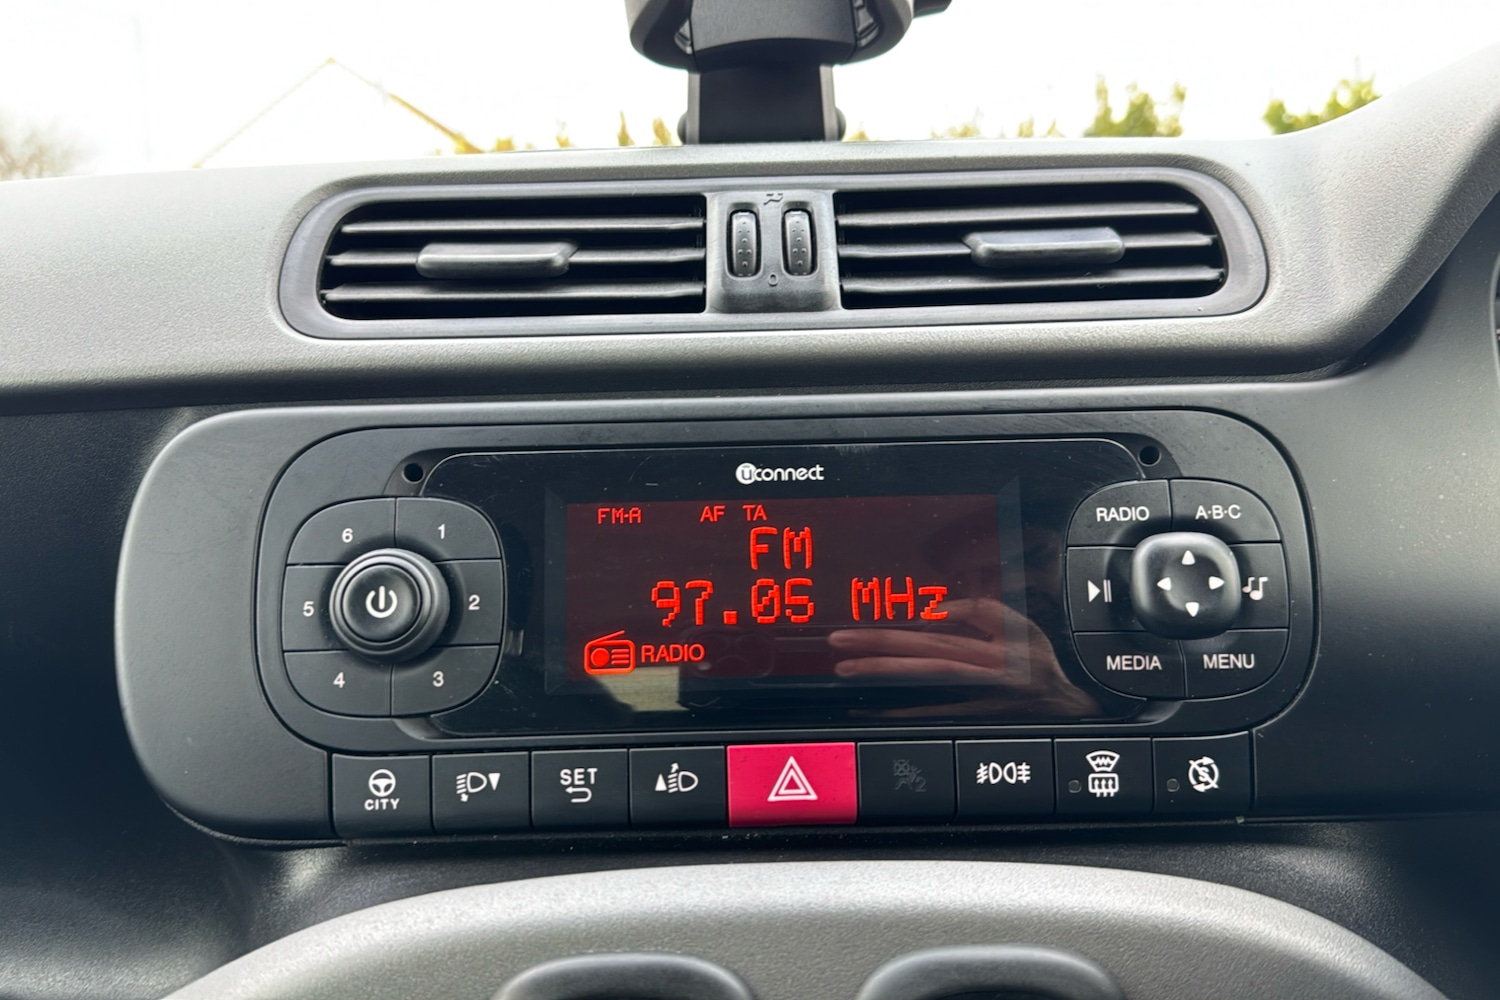 0
uconnect
FM-A AF TA
FM
97.05 MHz
RADIO
6 1
5 2
4 3
RADIO A·B·C
MEDIA MENU
CITY
SET